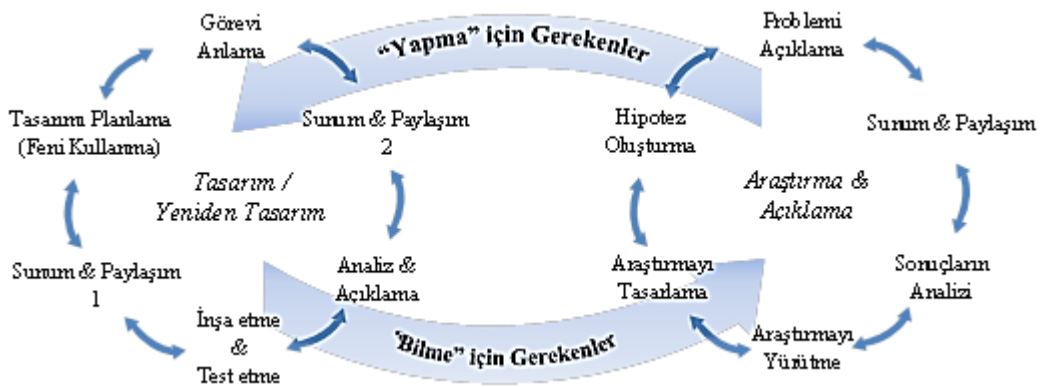 Görevi
Anlama
"Yapma" için Gerekenler
Problemi
Açıklama
Tasarımı Planlama
(Feni Kullanma)
Sunum & Paylaşım
2
Hipotez
Oluşturma
Sunum & Paylaşım
Tasarım /
Yeniden Tasarım
Araştırma &
Açıklama
Sunum & Paylaşım
1
Analiz &
Açıklama
Araştırmayı
Tasarlama
Sonuçların
Analizi
İnşa etme
&
Test etme
"Bilme" için Gerekenler
Araştırmayı
Yürütme